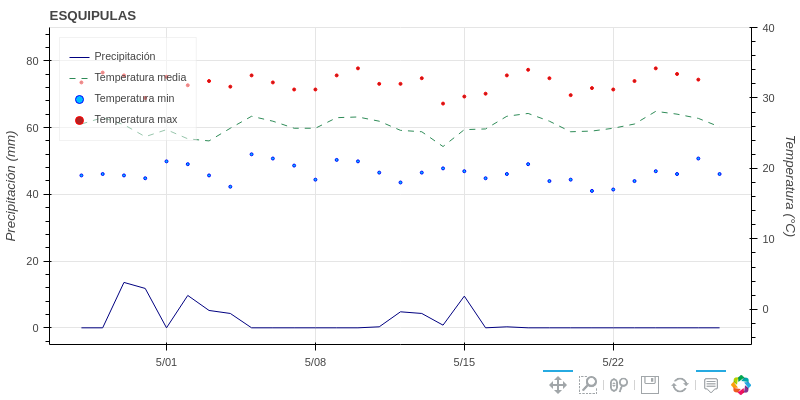 ESQUIPULAS
Precipitación
Temperatura media
Temperatura min
Temperatura max
Precipitación (mm)
80
60
40
20
0
Temperatura (°C)
40
30
20
10
0
5/01
5/08
5/15
5/22